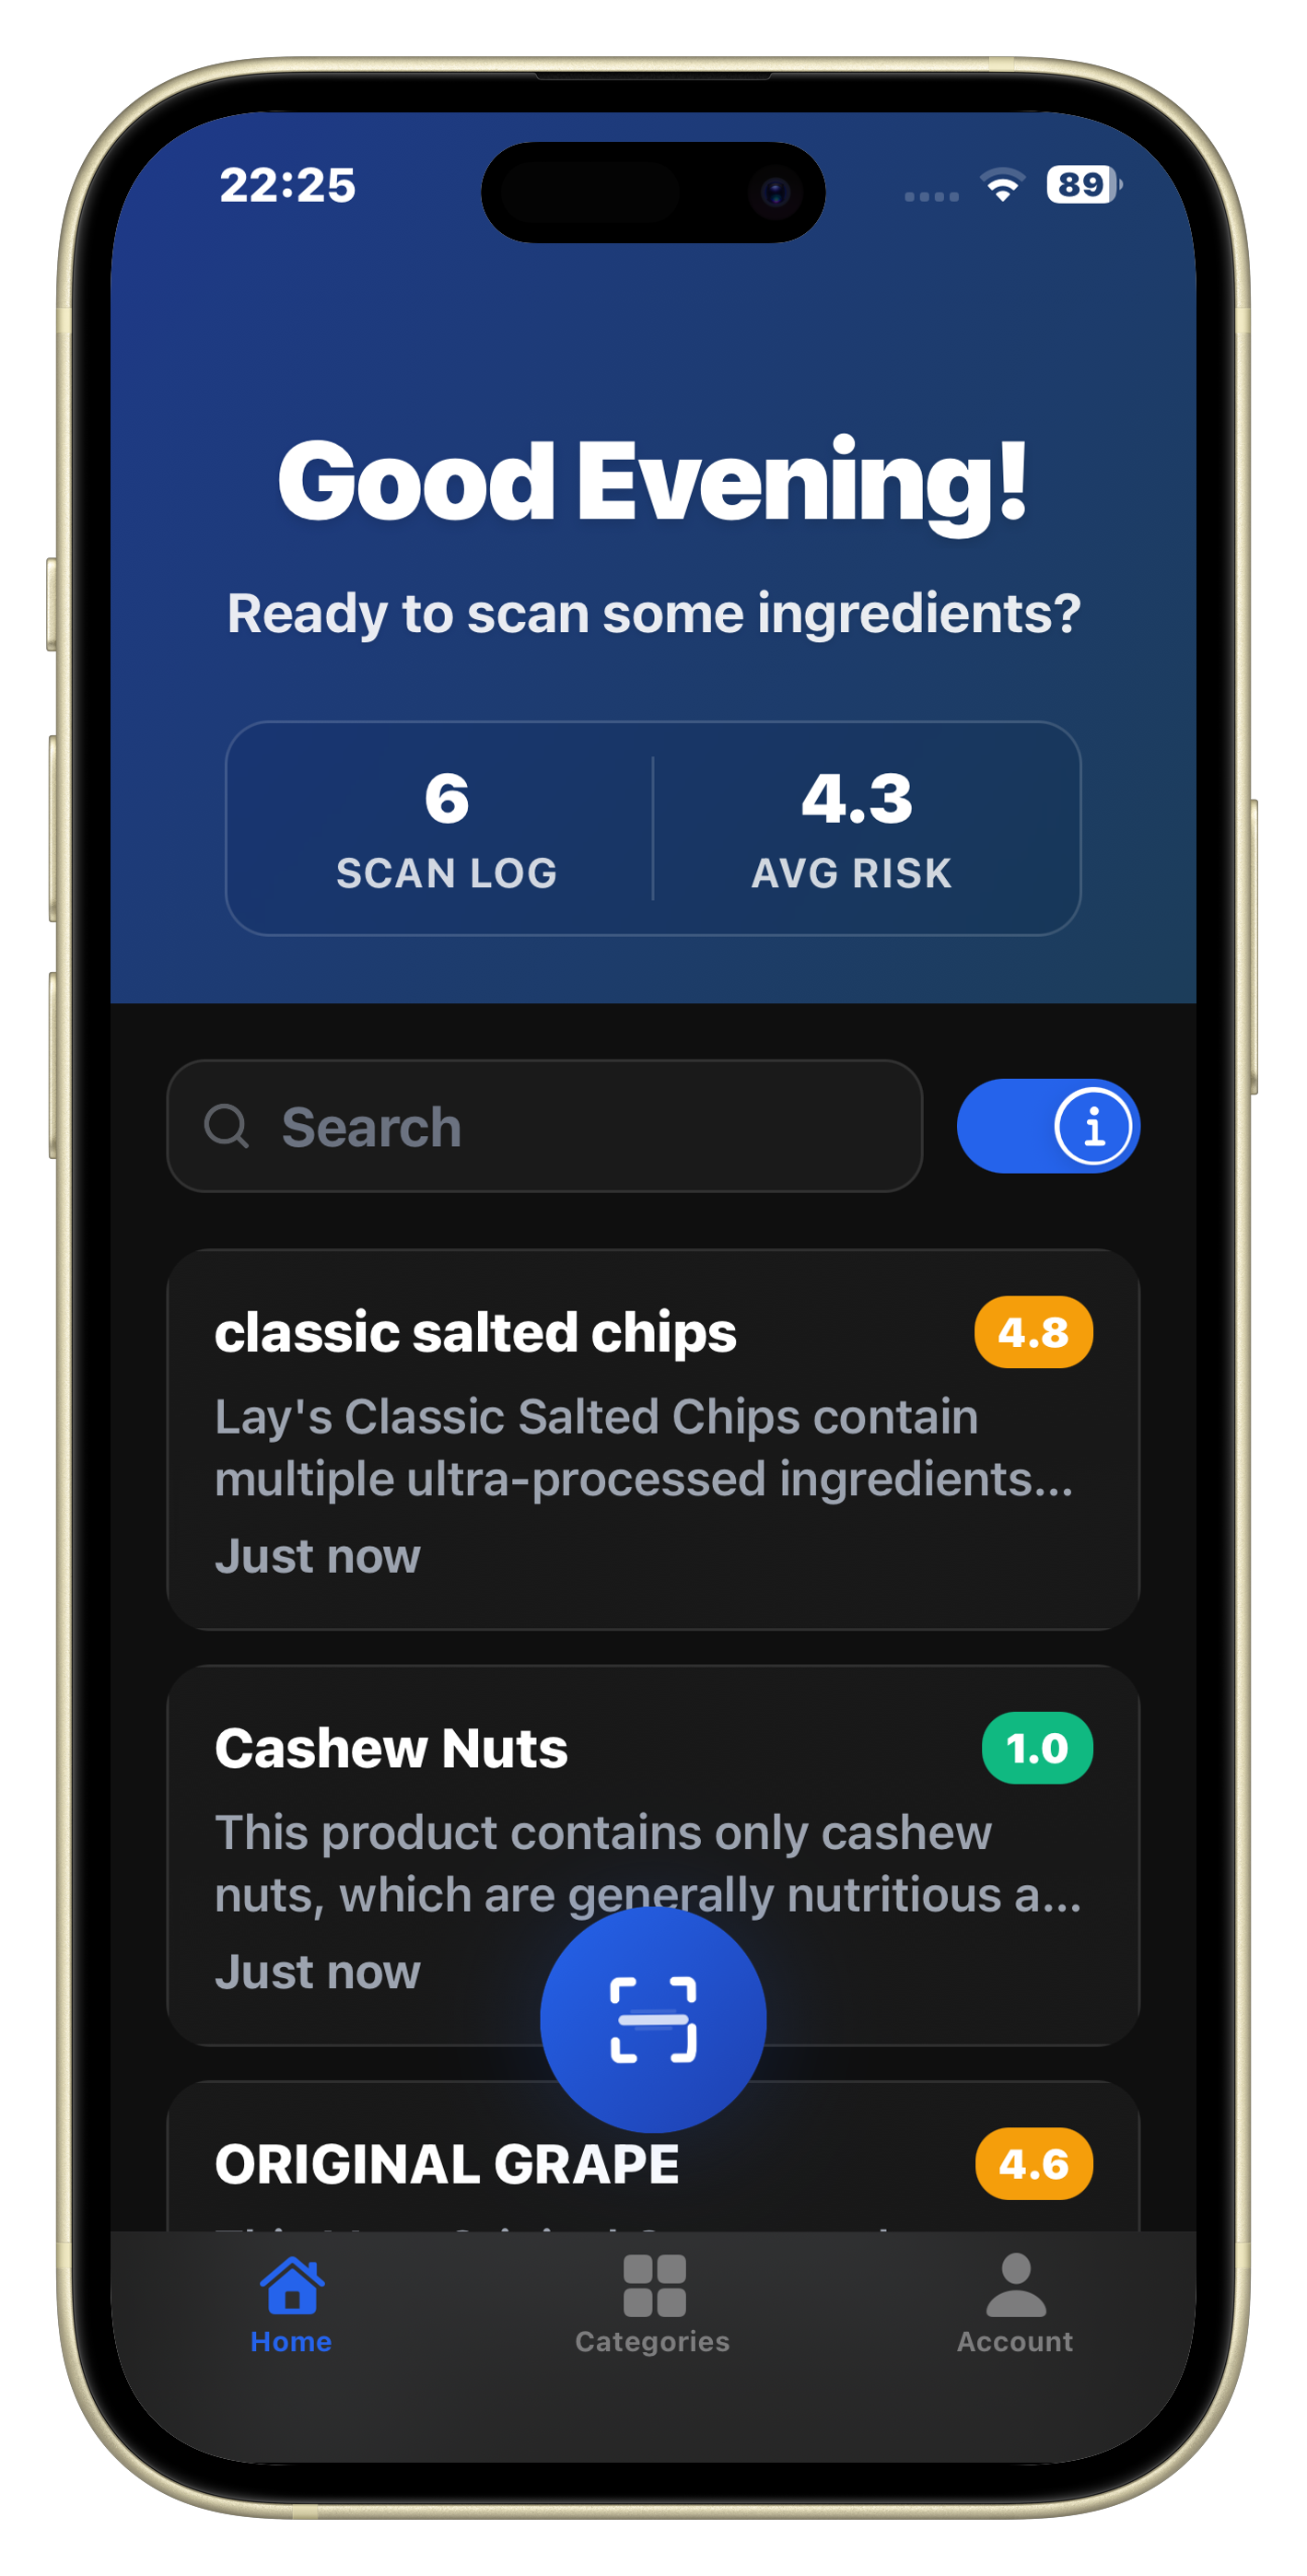 22:25
89
Good Evening!
Ready to scan some ingredients?
6
4.3
SCAN LOG
AVG RISK
Search
i
classic salted chips
4.8
Lay's Classic Salted Chips contain
multiple ultra-processed ingredients...
Just now
Cashew Nuts
1.0
This product contains only cashew
nuts, which are generally nutritious a...
Just now
ORIGINAL GRAPE
4.6
Home
Categories
Account